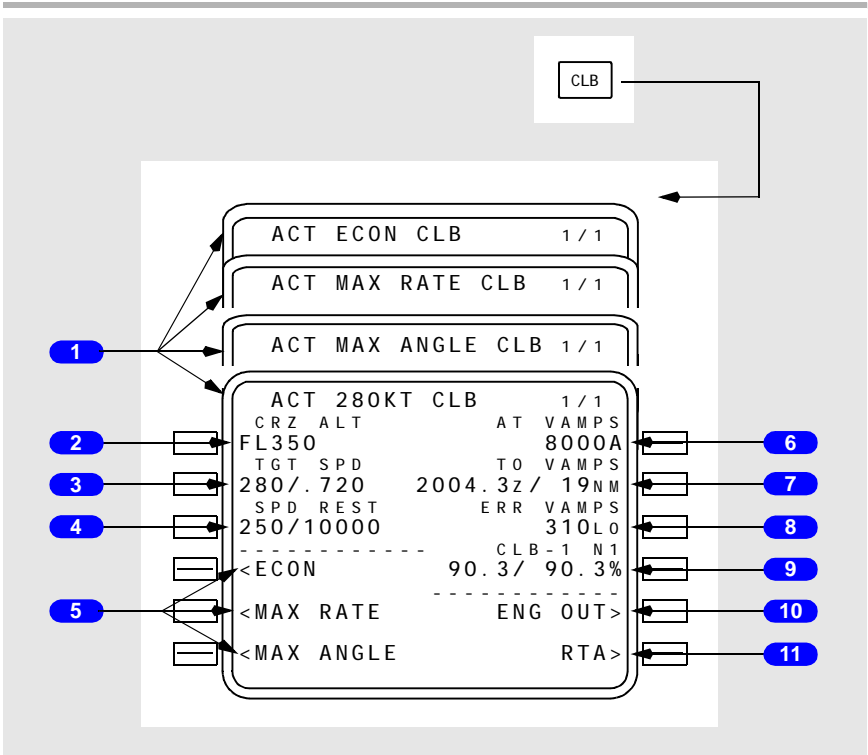 CLB
ACT ECON CLB 1/1
ACT MAX RATE CLB 1/1
1
ACT MAX ANGLE CLB 1/1
ACT 280KT CLB 1/1
CRZ ALT AT VAMPS
2 FL350 8000A 6
TGT SPD TO VAMPS
3 280/.720 2004.3Z/ 19NM 7
SPD REST ERR VAMPS
4 250/10000 310LO 8
------------ CLB-1 N1
<ECON 90.3/ 90.3% 9
------------
5 <MAX RATE ENG OUT> 10
<MAX ANGLE RTA> 11